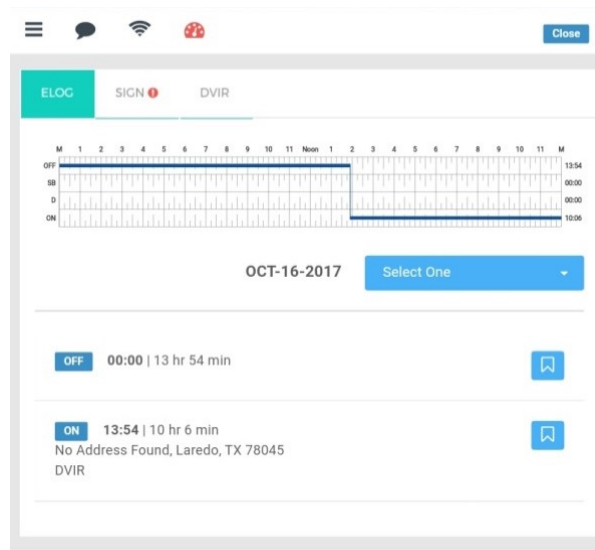 Close
ELOG SIGN DVIR
M 1 2 3 4 5 6 7 8 9 10 11 Noon 1 2 3 4 5 6 7 8 9 10 11 M
OFF 13:54
SB 00:00
D 00:00
ON 10:06
OCT-16-2017 Select One
OFF 00:00 | 13 hr 54 min
ON 13:54 | 10 hr 6 min
No Address Found, Laredo, TX 78045
DVIR